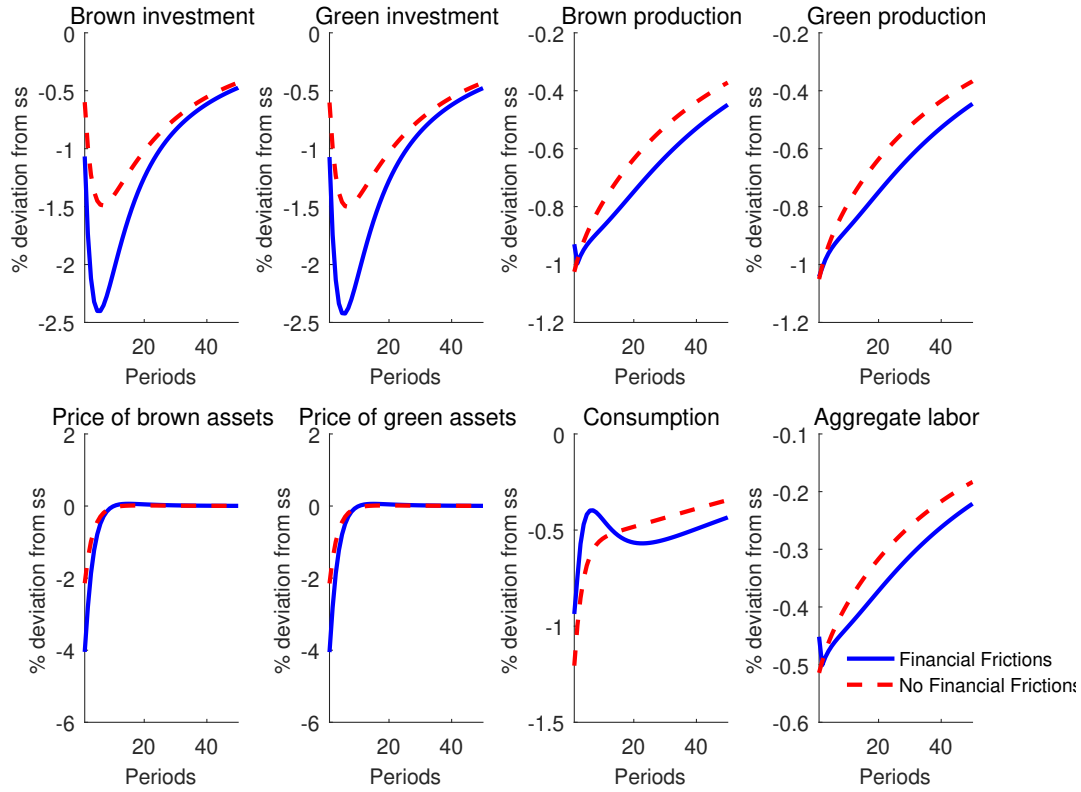 Brown investment
% deviation from ss
0
-0.5
-1
-1.5
-2
-2.5
20
40
Periods
Green investment
% deviation from ss
0
-0.5
-1
-1.5
-2
-2.5
20
40
Periods
Brown production
% deviation from ss
-0.2
-0.4
-0.6
-0.8
-1
-1.2
20
40
Periods
Green production
% deviation from ss
-0.2
-0.4
-0.6
-0.8
-1
-1.2
20
40
Periods
Price of brown assets
% deviation from ss
2
0
-2
-4
-6
20
40
Periods
Price of green assets
% deviation from ss
2
0
-2
-4
-6
20
40
Periods
Consumption
% deviation from ss
0
-0.5
-1
-1.5
20
40
Periods
Aggregate labor
% deviation from ss
-0.1
-0.2
-0.3
-0.4
-0.5
-0.6
20
40
Periods
Financial Frictions
No Financial Frictions